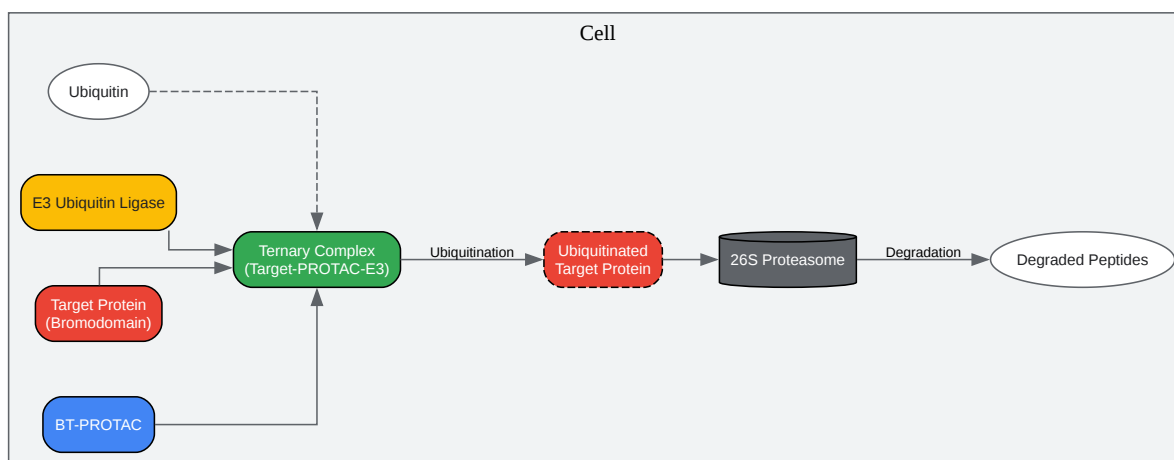 Cell
Ubiquitin
E3 Ubiquitin Ligase
Target Protein
(Bromodomain)
BT-PROTAC
Ternary Complex
(Target-PROTAC-E3)
Ubiquitination
Ubiquitinated
Target Protein
26S Proteasome
Degradation
Degraded Peptides